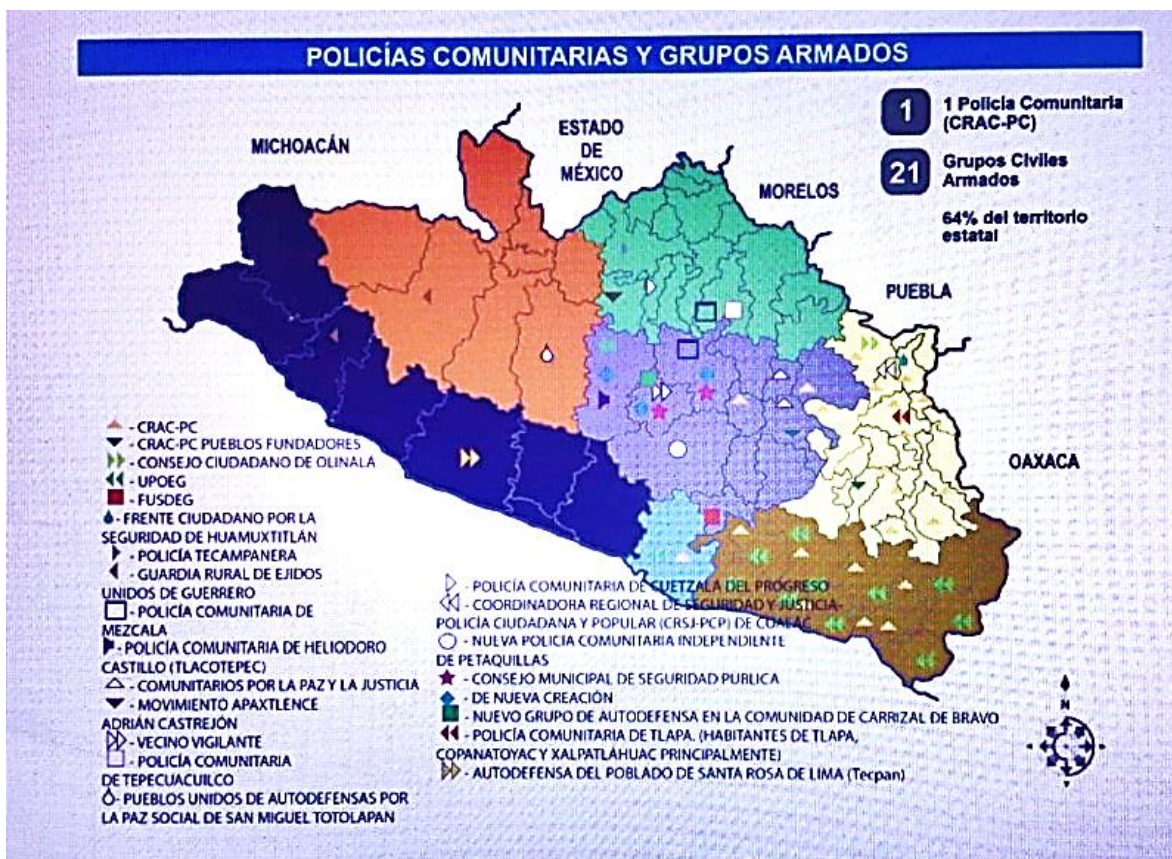 POLICÍAS COMUNITARIAS Y GRUPOS ARMADOS
1
1 Policia Comunitaria
(CRAC-PC)
21
Grupos Civiles
Armados
64% del territorio
estatal
MICHOACÁN
ESTADO
DE
MÉXICO
MORELOS
PUEBLA
OAXACA
- CRAC-PC
- CRAC-PC PUEBLOS FUNDADORES
- CONSEJO CIUDADANO DE OLINALA
- UPOEG
- FUSDEG
- FRENTE CIUDADANO POR LA
SEGURIDAD DE HUAMUXTITLÁN
- POLICÍA TECAMPANERA
- GUARDIA RURAL DE EJIDOS
UNIDOS DE GUERRERO
- POLICÍA COMUNITARIA DE
MEZCALA
- POLICÍA COMUNITARIA DE HELIODORO
CASTILLO (TLACOTEPEC)
- COMUNITARIOS POR LA PAZ Y LA JUSTICIA
- MOVIMIENTO APAXTLENCE
ADRIÁN CASTREJÓN
- VECINO VIGILANTE
- POLICÍA COMUNITARIA
DE TEPECUACUILCO
- PUEBLOS UNIDOS DE AUTODEFENSAS POR
LA PAZ SOCIAL DE SAN MIGUEL TOTOLAPAN
- POLICÍA COMUNITARIA DE CUETZALA DEL PROGRESO
- COORDINADORA REGIONAL DE SEGURIDAD Y JUSTICIA-
POLICÍA CIUDADANA Y POPULAR (CRSJ-PCP) DE COALAC
- NUEVA POLICIA COMUNITARIA INDEPENDIENTE
DE PETAQUILLAS
- CONSEJO MUNICIPAL DE SEGURIDAD PUBLICA
- DE NUEVA CREACIÓN
- NUEVO GRUPO DE AUTODEFENSA EN LA COMUNIDAD DE CARRIZAL DE BRAVO
- POLICÍA COMUNITARIA DE TLAPA. (HABITANTES DE TLAPA,
COPANATOYAC Y XALPATLÁHUAC PRINCIPALMENTE)
- AUTODEFENSA DEL POBLADO DE SANTA ROSA DE LIMA (Tecpan)
N